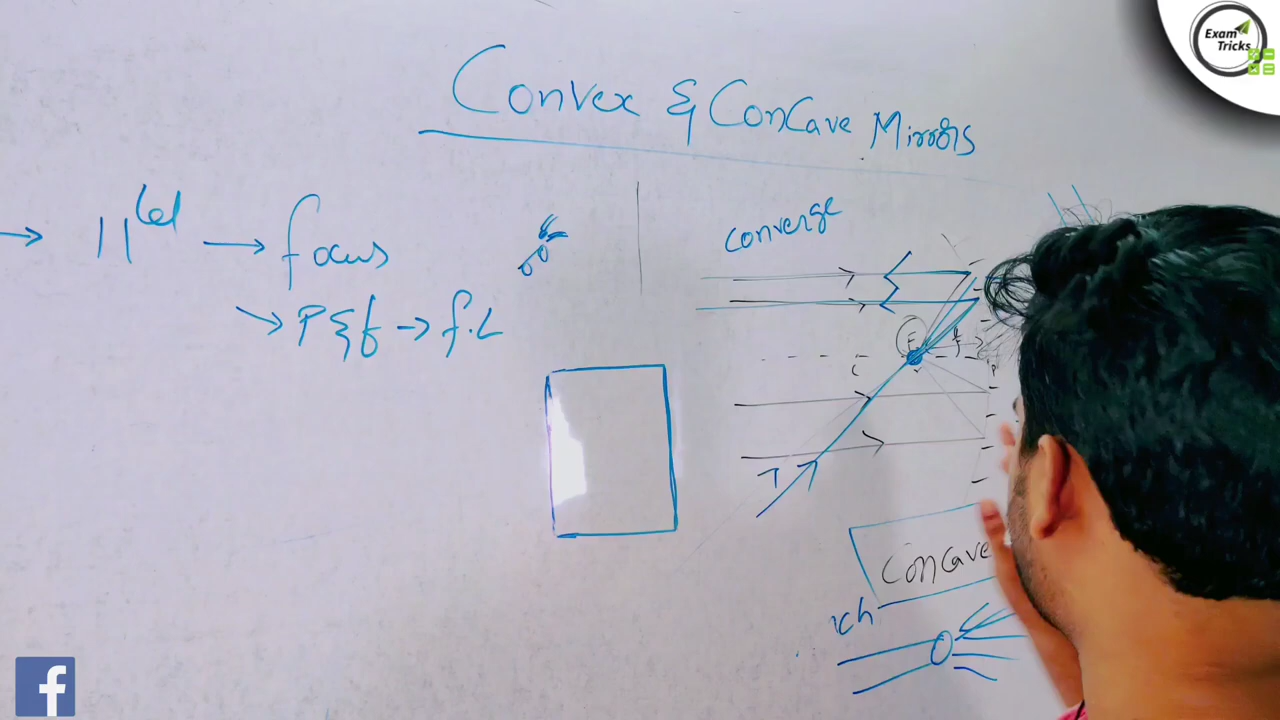 Exam
Tricks
Convex & Concave Mirrors
→ ||lel → focus
→ P & f → f.L
converge
F
f
C
P
Concave
f